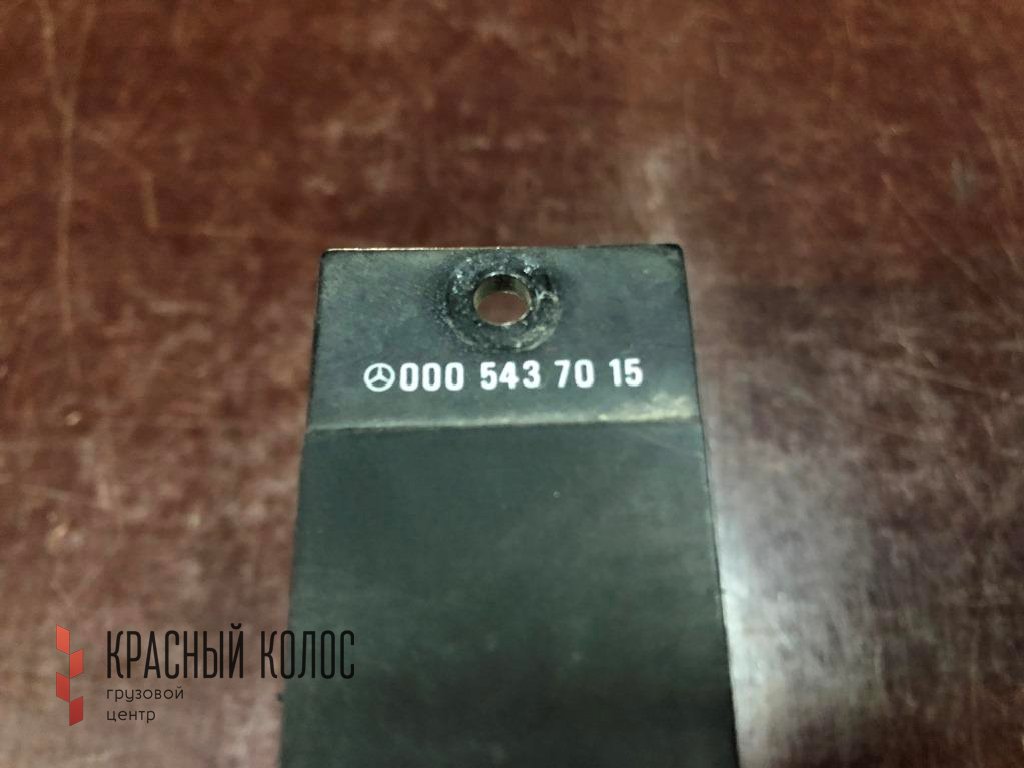 000 543 70 15
КРАСНЫЙ КОЛОС
грузовой
центр